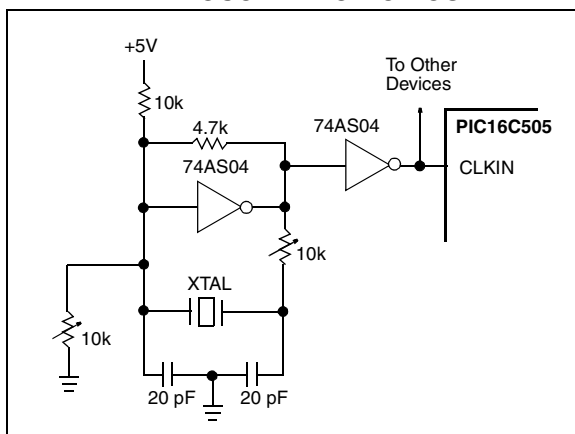 +5V
To Other
Devices
10k
4.7k
74AS04
PIC16C505
74AS04
CLKIN
10k
XTAL
10k
20 pF
20 pF